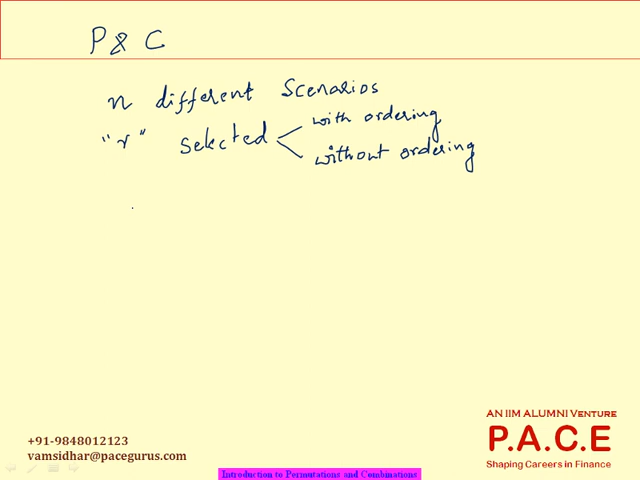 P & C
n different Scenarios
"r" selected with ordering
without ordering
AN IIM ALUMNI VENTURE
P.A.C.E
Shaping Careers in Finance
+91-9848012123
vamsidhar@pacegurus.com
Introduction to Permutations and Combinations